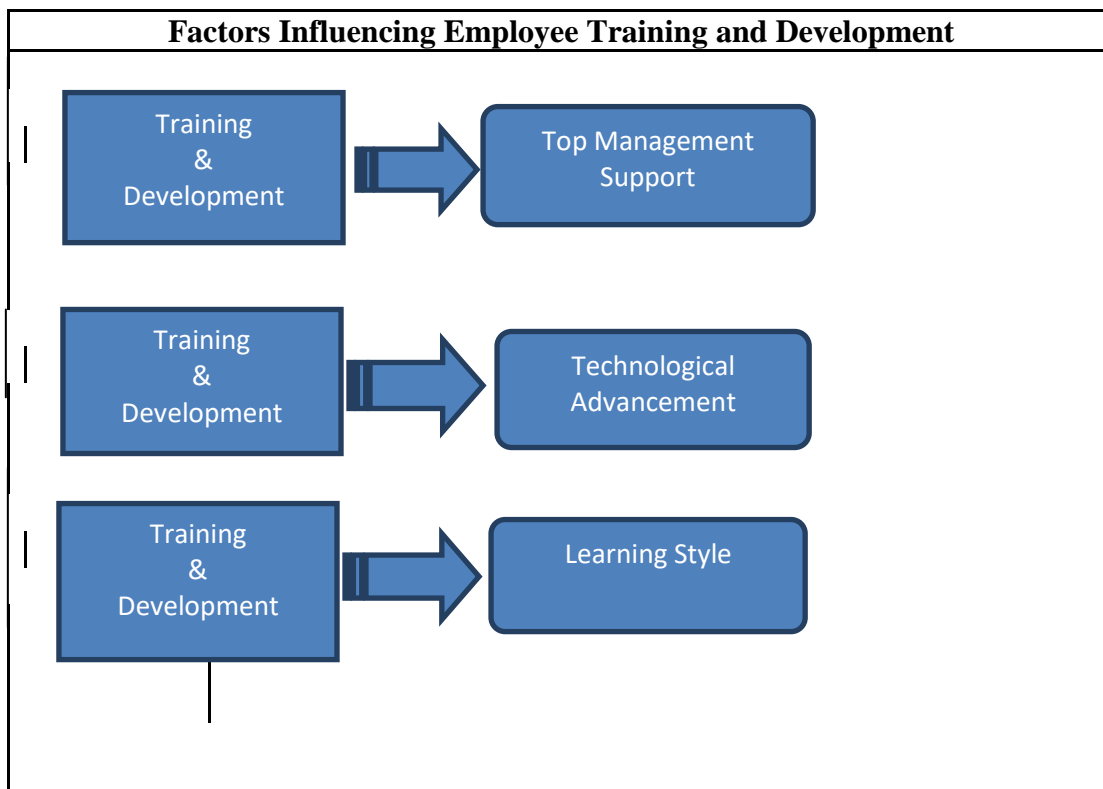 Factors Influencing Employee Training and Development
Training
&
Development
Top Management
Support
Training
&
Development
Technological
Advancement
Training
&
Development
Learning Style